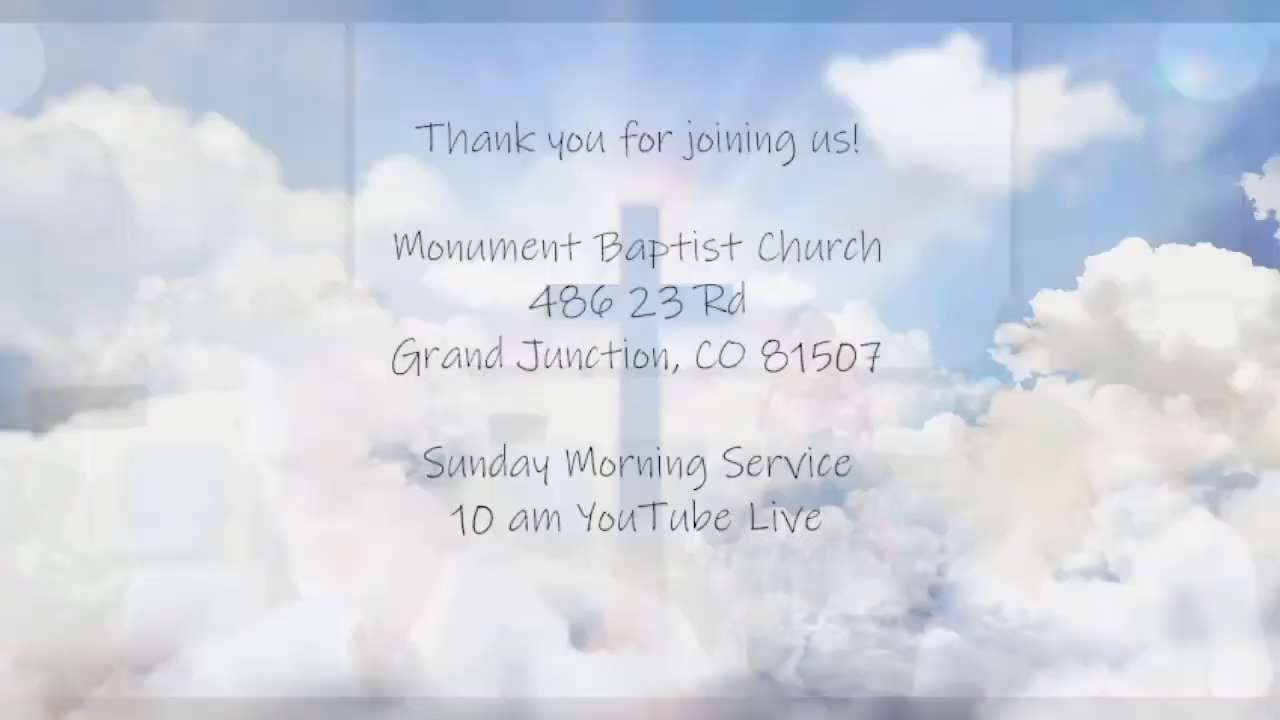 Thank you for joining us!
Monument Baptist Church
486 23 Rd
Grand Junction, CO 81507
Sunday Morning Service
10 am YouTube Live